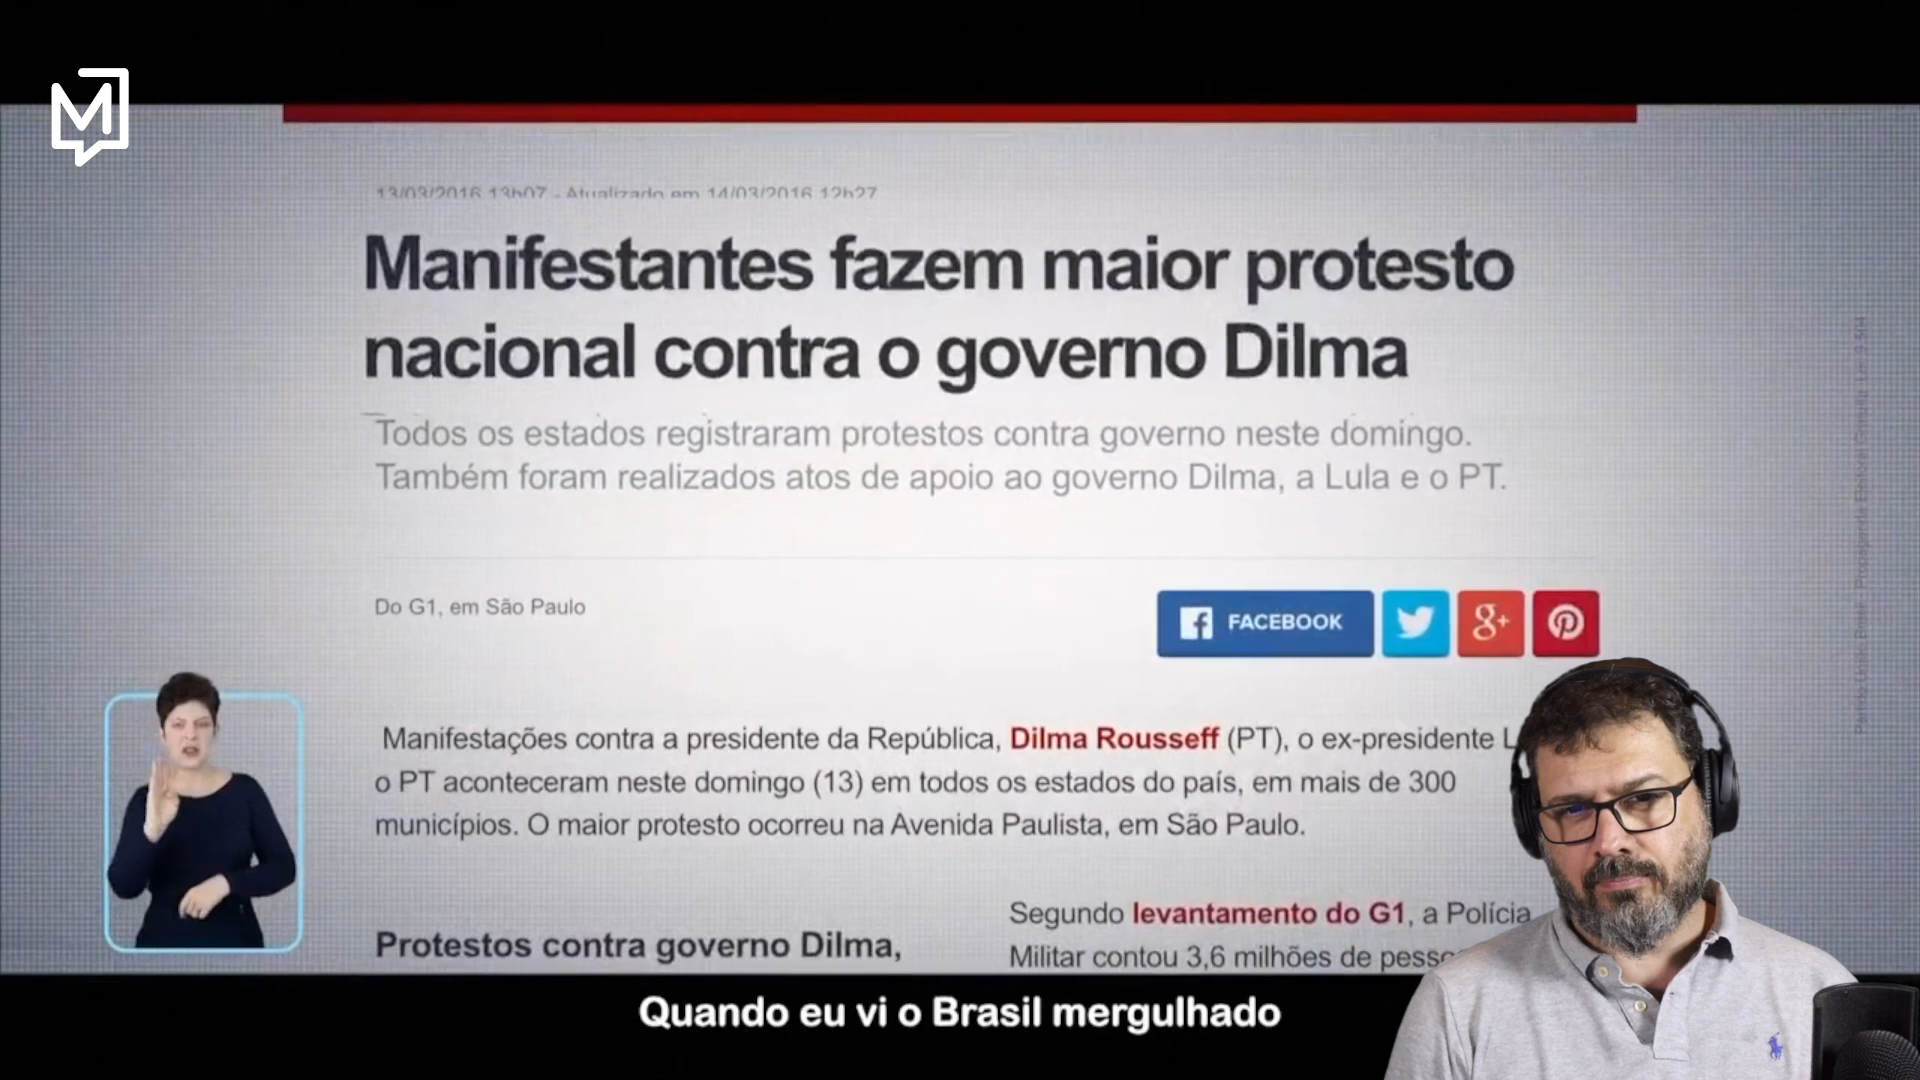 13/03/2016 13h07 - Atualizado em 14/03/2016 12h27
Manifestantes fazem maior protesto
nacional contra o governo Dilma
Todos os estados registraram protestos contra governo neste domingo.
Também foram realizados atos de apoio ao governo Dilma, a Lula e o PT.
Do G1, em São Paulo
f FACEBOOK
g+
Manifestações contra a presidente da República, Dilma Rousseff (PT), o ex-presidente L
o PT aconteceram neste domingo (13) em todos os estados do país, em mais de 300
municípios. O maior protesto ocorreu na Avenida Paulista, em São Paulo.
Protestos contra governo Dilma,
Segundo levantamento do G1, a Polícia
Militar contou 3,6 milhões de pesso
Quando eu vi o Brasil mergulhado
M